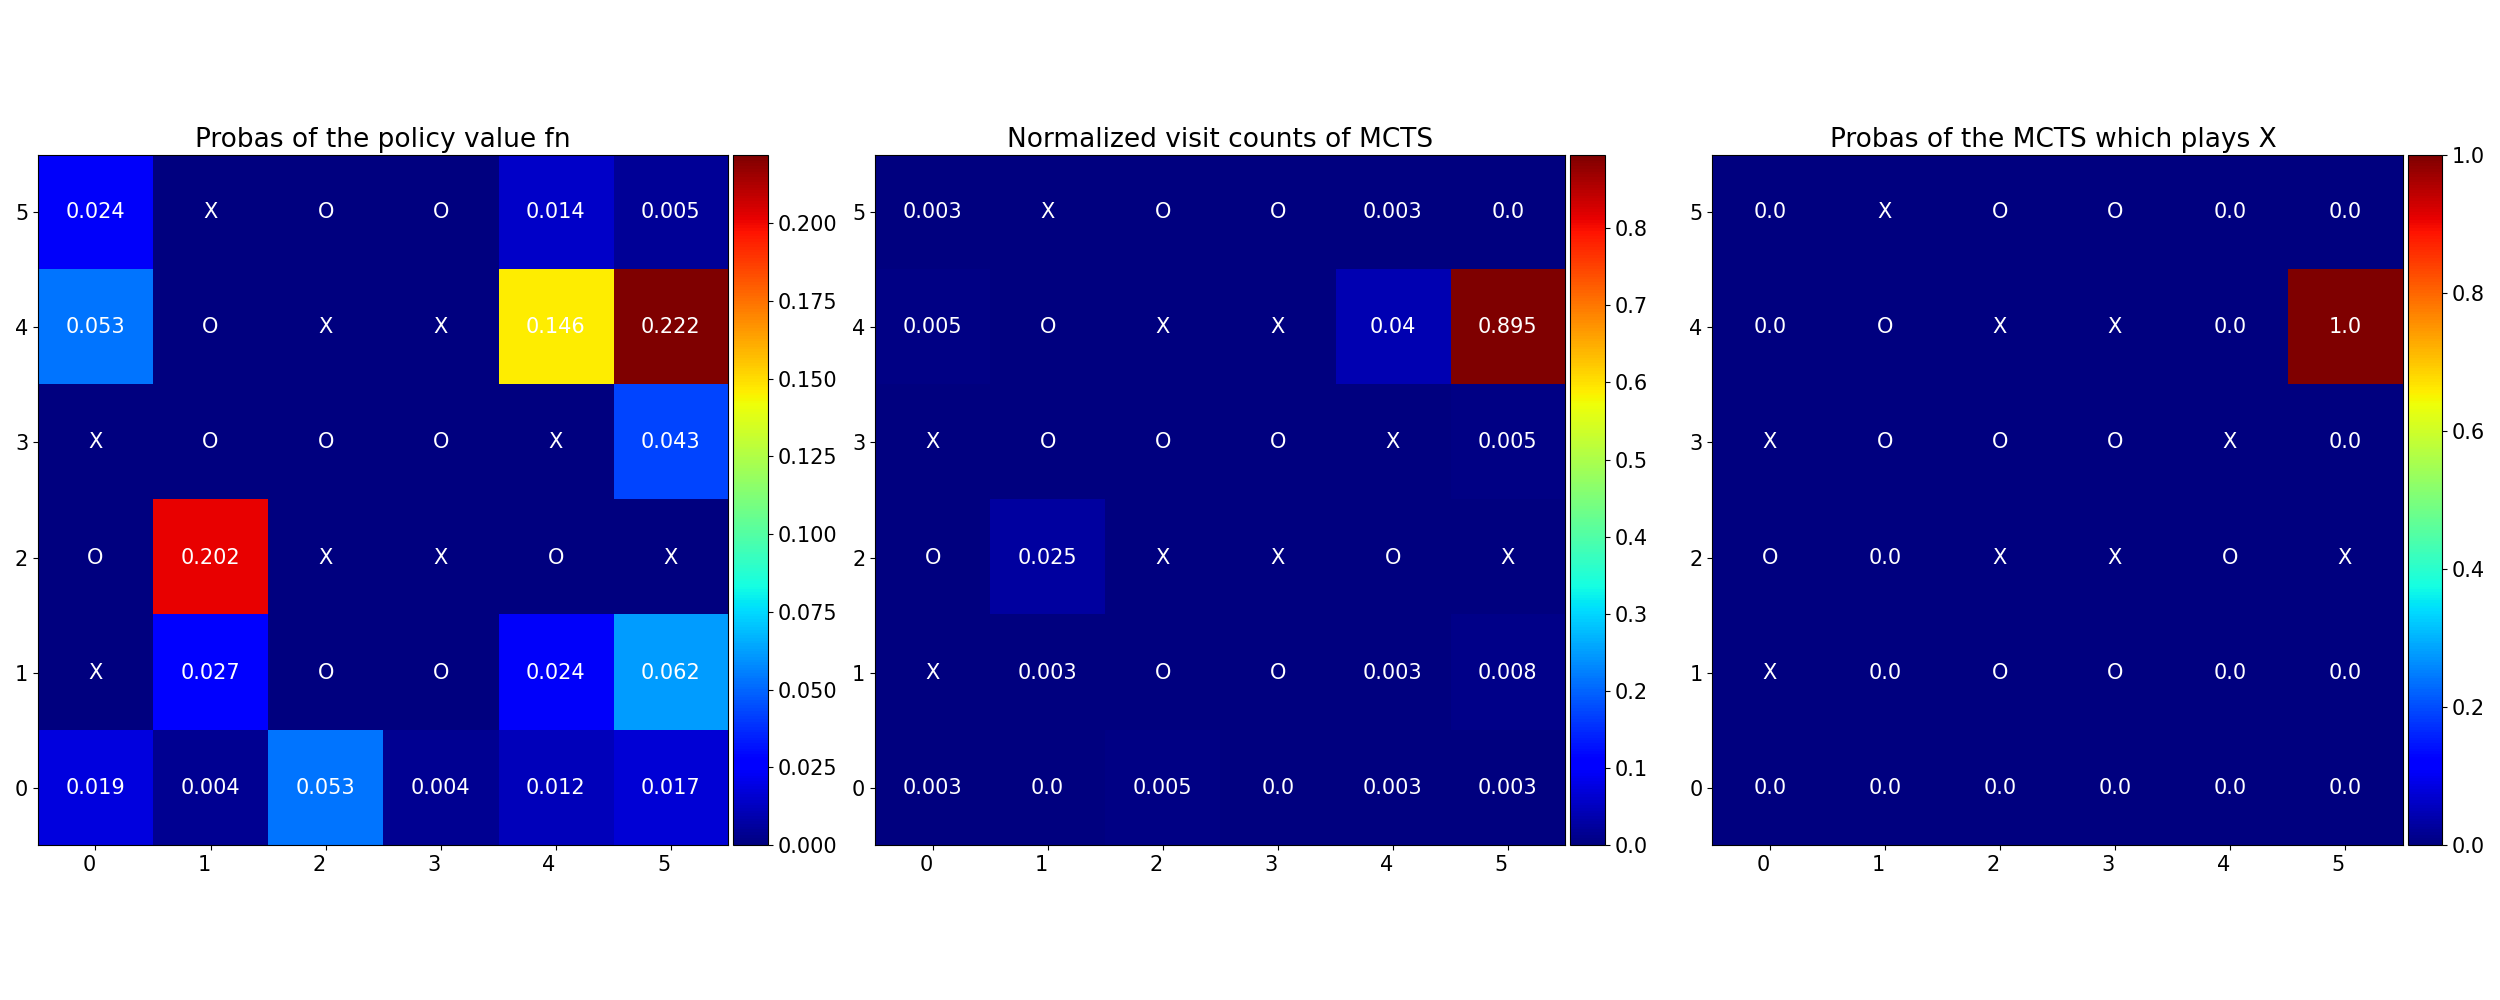 Probas of the policy value fn
5 0.024 X O O 0.014 0.005
4 0.053 O X X 0.146 0.222
3 X O O O X 0.043
2 O 0.202 X X O X
1 X 0.027 O O 0.024 0.062
0 0.019 0.004 0.053 0.004 0.012 0.017
0 1 2 3 4 5
0.200
0.175
0.150
0.125
0.100
0.075
0.050
0.025
0.000
Normalized visit counts of MCTS
5 0.003 X O O 0.003 0.0
4 0.005 O X X 0.04 0.895
3 X O O O X 0.005
2 O 0.025 X X O X
1 X 0.003 O O 0.003 0.008
0 0.003 0.0 0.005 0.0 0.003 0.003
0 1 2 3 4 5
0.8
0.7
0.6
0.5
0.4
0.3
0.2
0.1
0.0
Probas of the MCTS which plays X
5 0.0 X O O 0.0 0.0
4 0.0 O X X 0.0 1.0
3 X O O O X 0.0
2 O 0.0 X X O X
1 X 0.0 O O 0.0 0.0
0 0.0 0.0 0.0 0.0 0.0 0.0
0 1 2 3 4 5
1.0
0.8
0.6
0.4
0.2
0.0